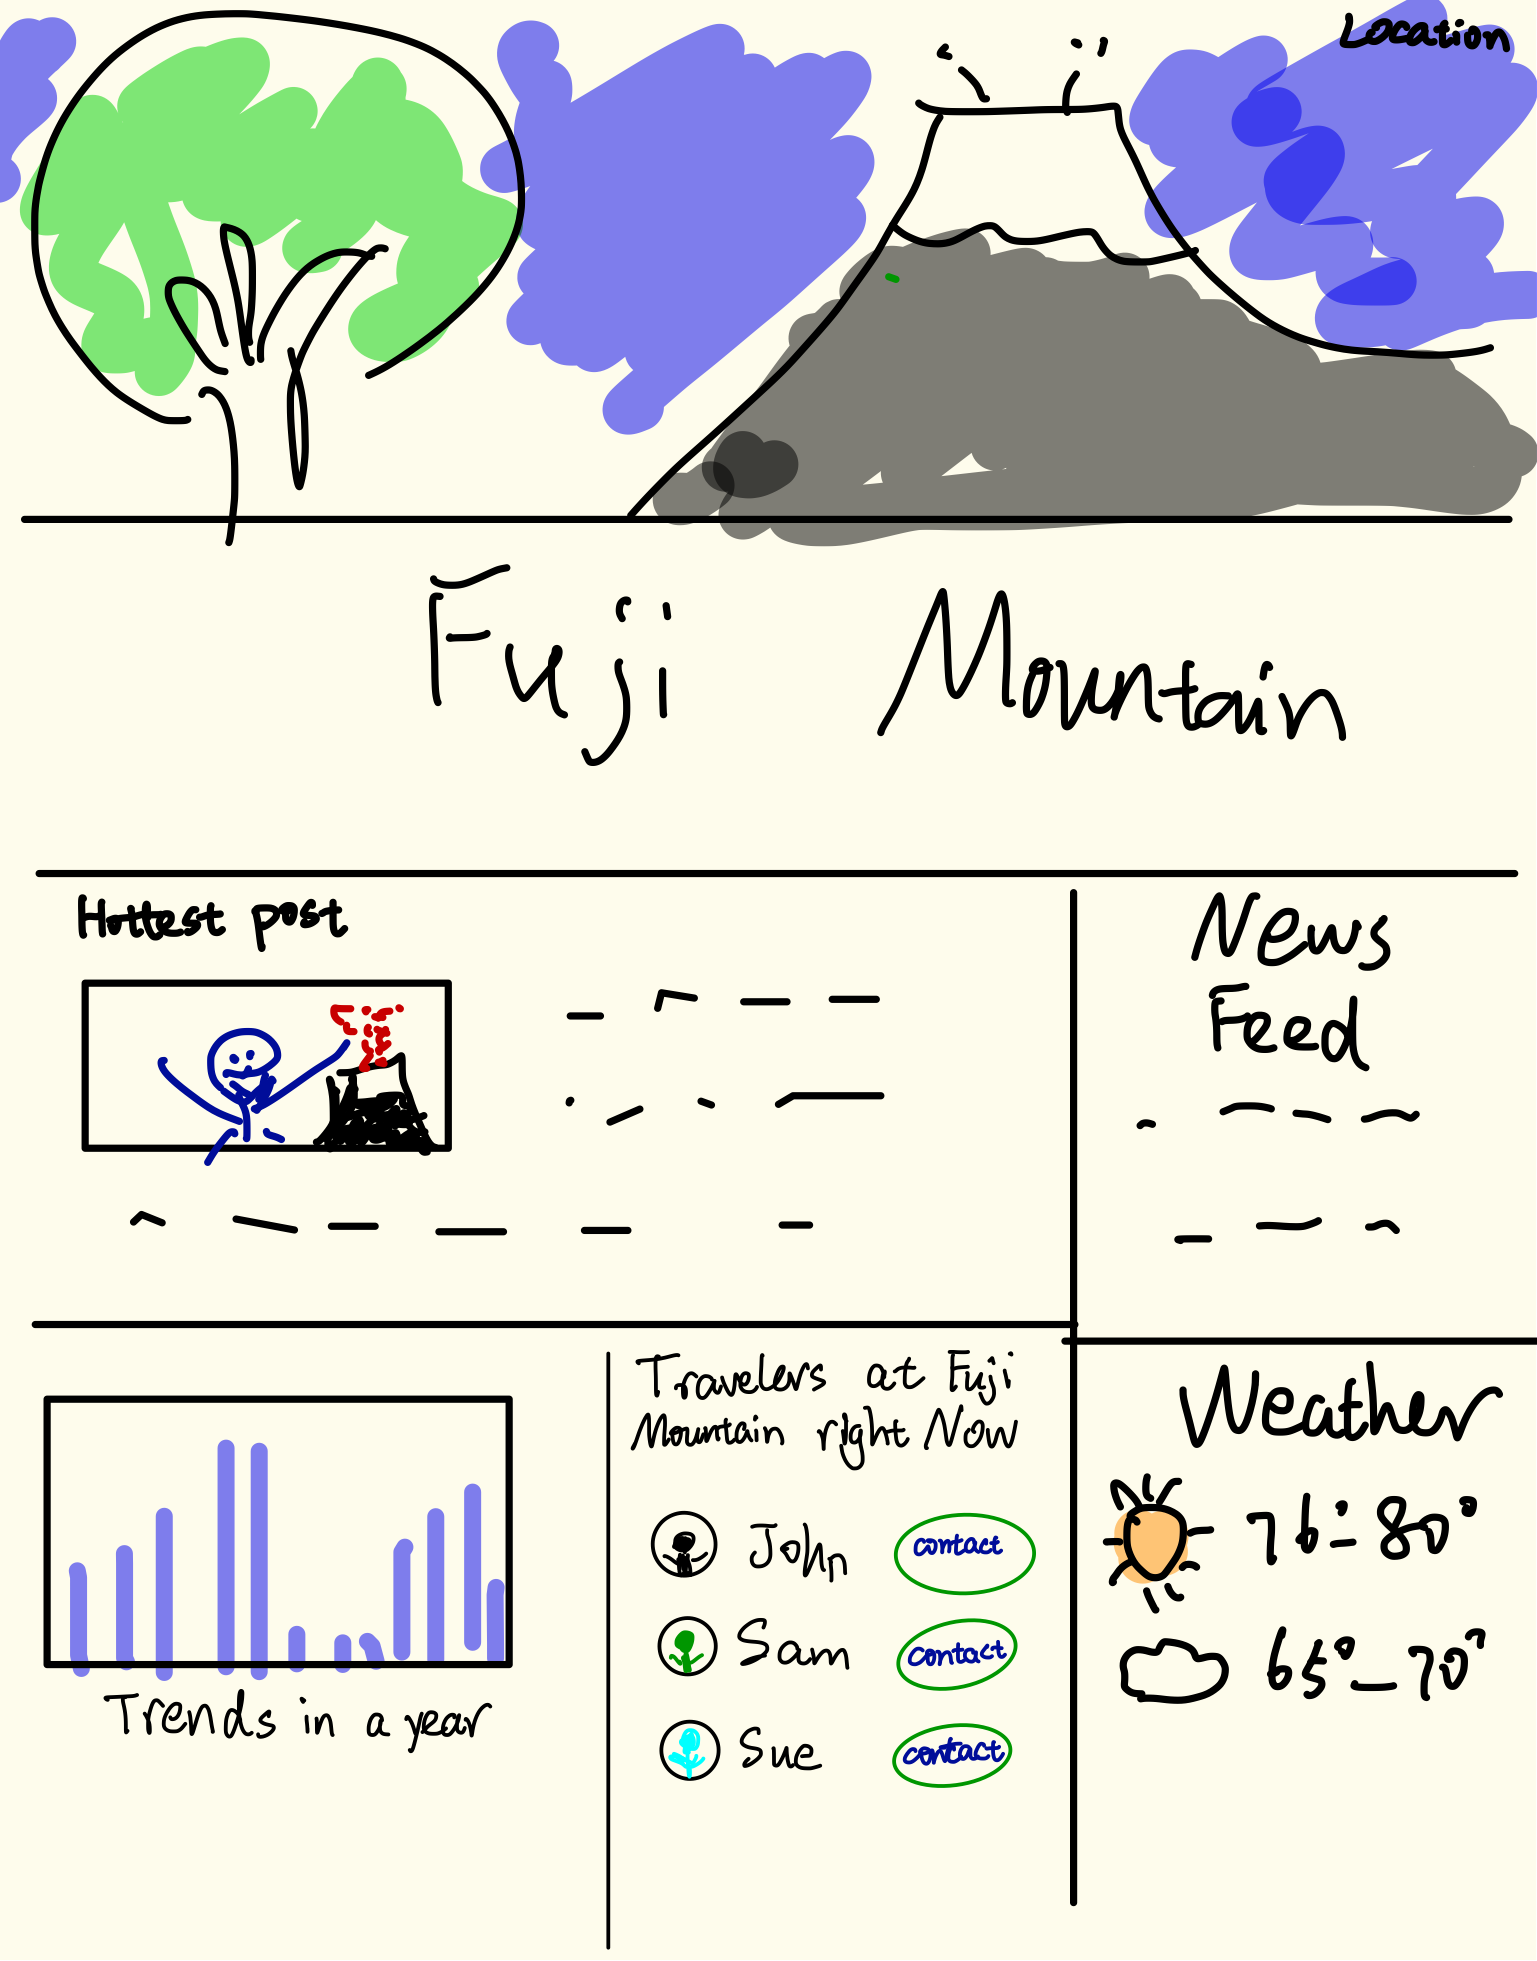 Location
Fuji Mountain
Hottest post
News
Feed
Travelers at Fuji
Mountain right Now
John contact
Sam contact
Sue contact
Trends in a year
Weather
76°-80°
65°-70°